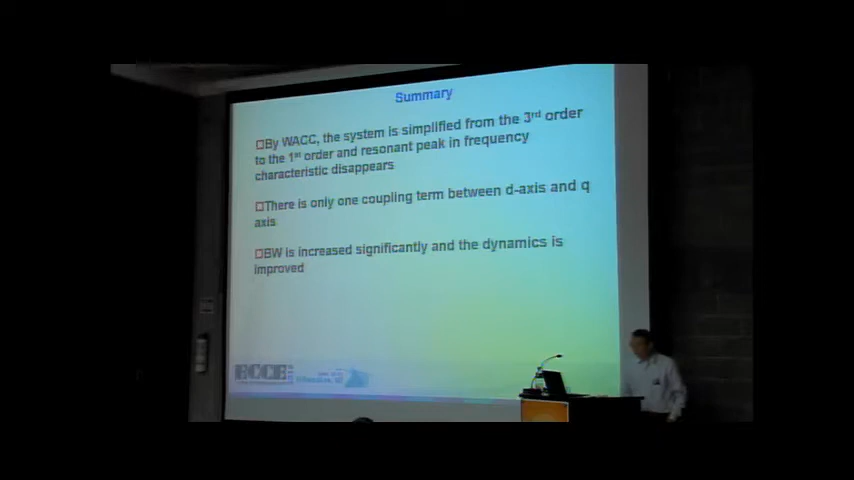 Summary
By WACC, the system is simplified from the 3rd order
to the 1st order and resonant peak in frequency
characteristic disappears
There is only one coupling term between d-axis and q
axis
BW is increased significantly and the dynamics is
improved
ECCE